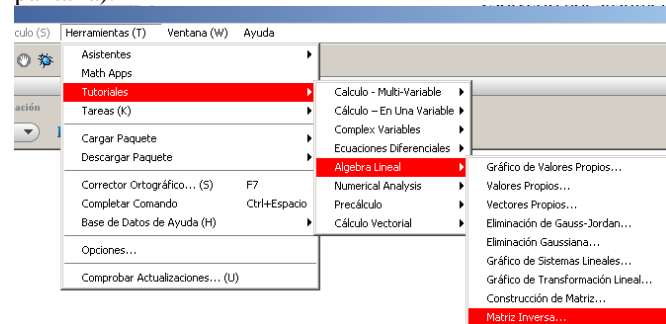 culo (S) Herramientas (T) Ventana (W) Ayuda
Asistentes
Math Apps
Tutoriales
Tareas (K)
Cargar Paquete
Descargar Paquete
Corrector Ortográfico... (S) F7
Completar Comando Ctrl+Espacio
Base de Datos de Ayuda (H)
Opciones...
Comprobar Actualizaciones... (U)
ación
Calculo - Multi-Variable
Cálculo – En Una Variable
Complex Variables
Ecuaciones Diferenciales
Algebra Lineal
Numerical Analysis
Precálculo
Cálculo Vectorial
Gráfico de Valores Propios...
Valores Propios...
Vectores Propios...
Eliminación de Gauss-Jordan...
Eliminación Gaussiana...
Gráfico de Sistemas Lineales...
Gráfico de Transformación Lineal...
Construcción de Matriz...
Matriz Inversa...